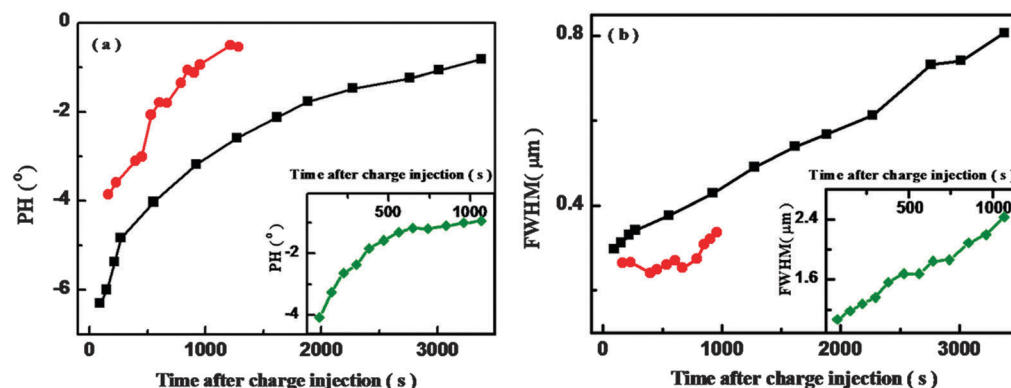 ( a )
0
-2
-4
-6
PH ( ° )
0 1000 2000 3000
Time after charge injection ( s )
Time after charge injection ( s )
500 1000
-2
-4
PH ( ° )
( b )
0.8
0.4
FWHM( μm )
0 1000 2000 3000
Time after charge injection ( s )
Time after charge injection ( s )
500 1000
2.4
1.6
FWHM( μm )